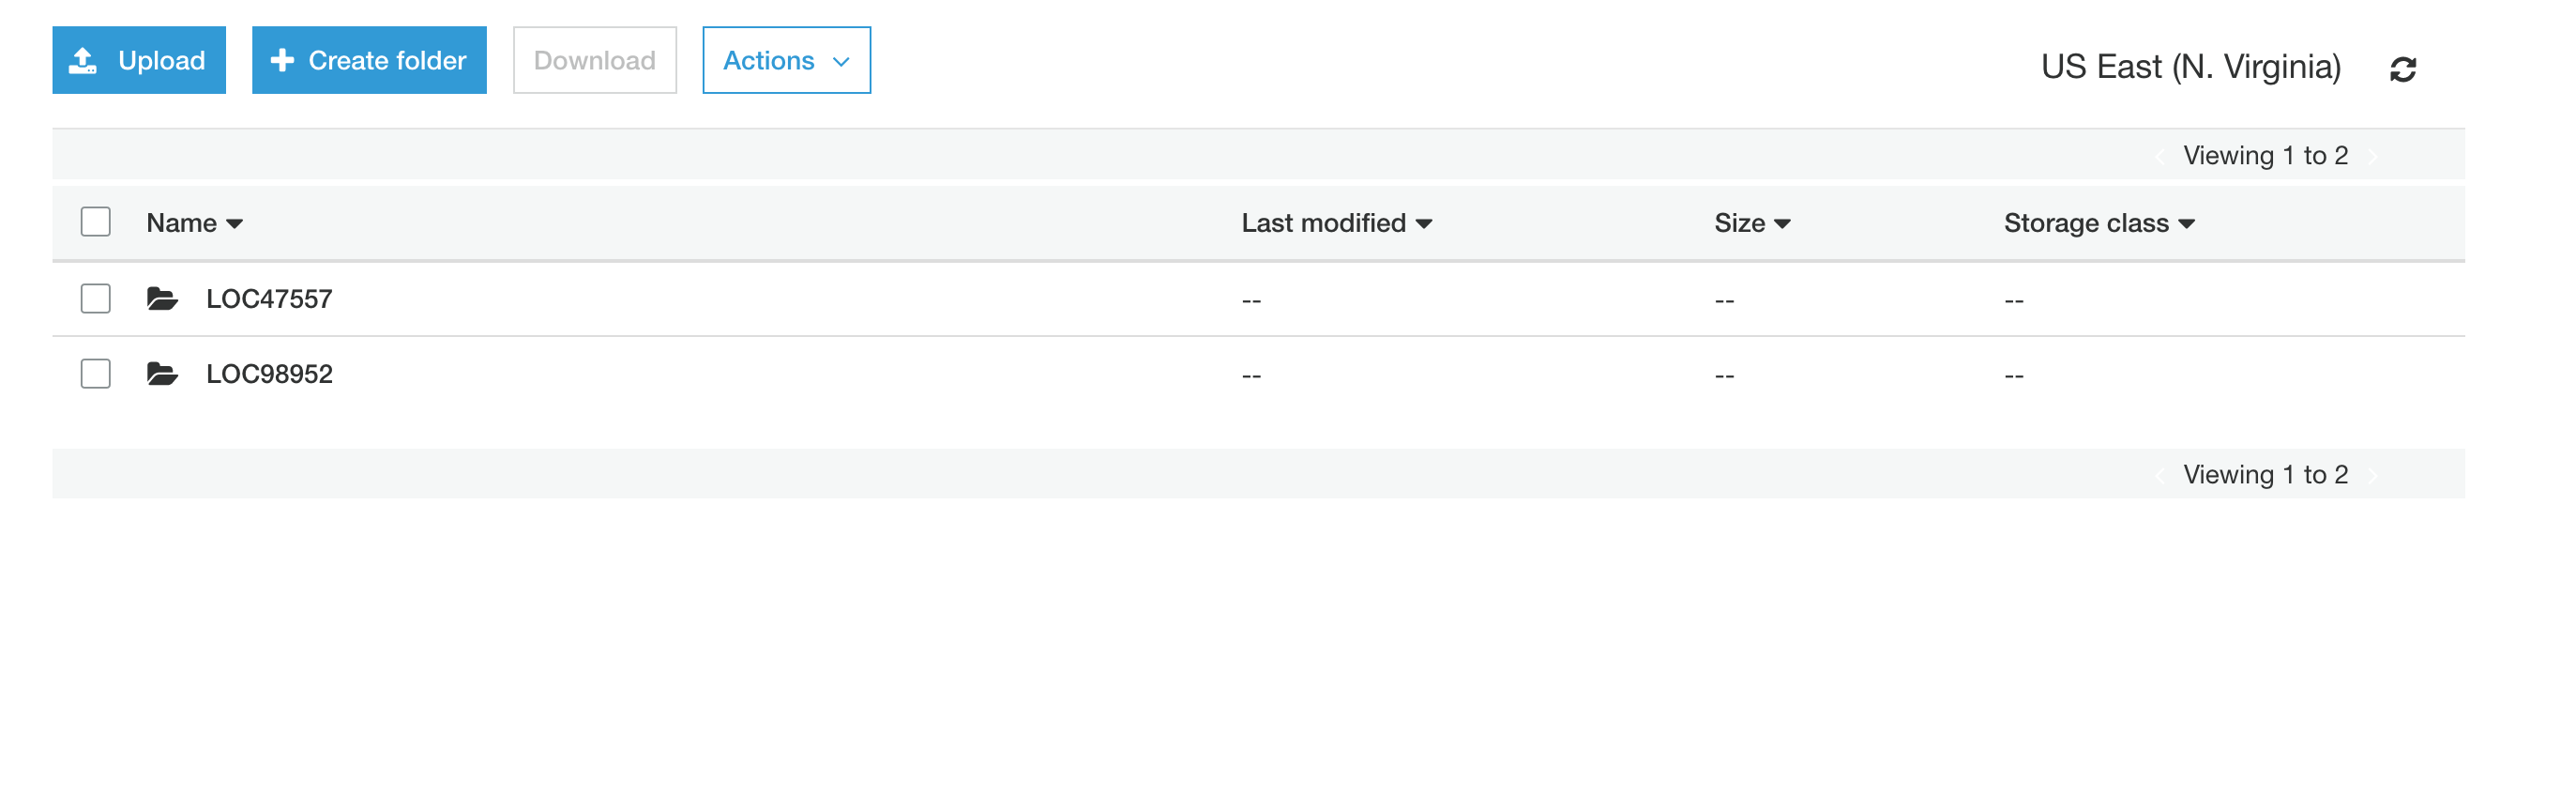 Upload Create folder Download Actions US East (N. Virginia)
Viewing 1 to 2
Name Last modified Size Storage class
LOC47557 -- -- --
LOC98952 -- -- --
Viewing 1 to 2